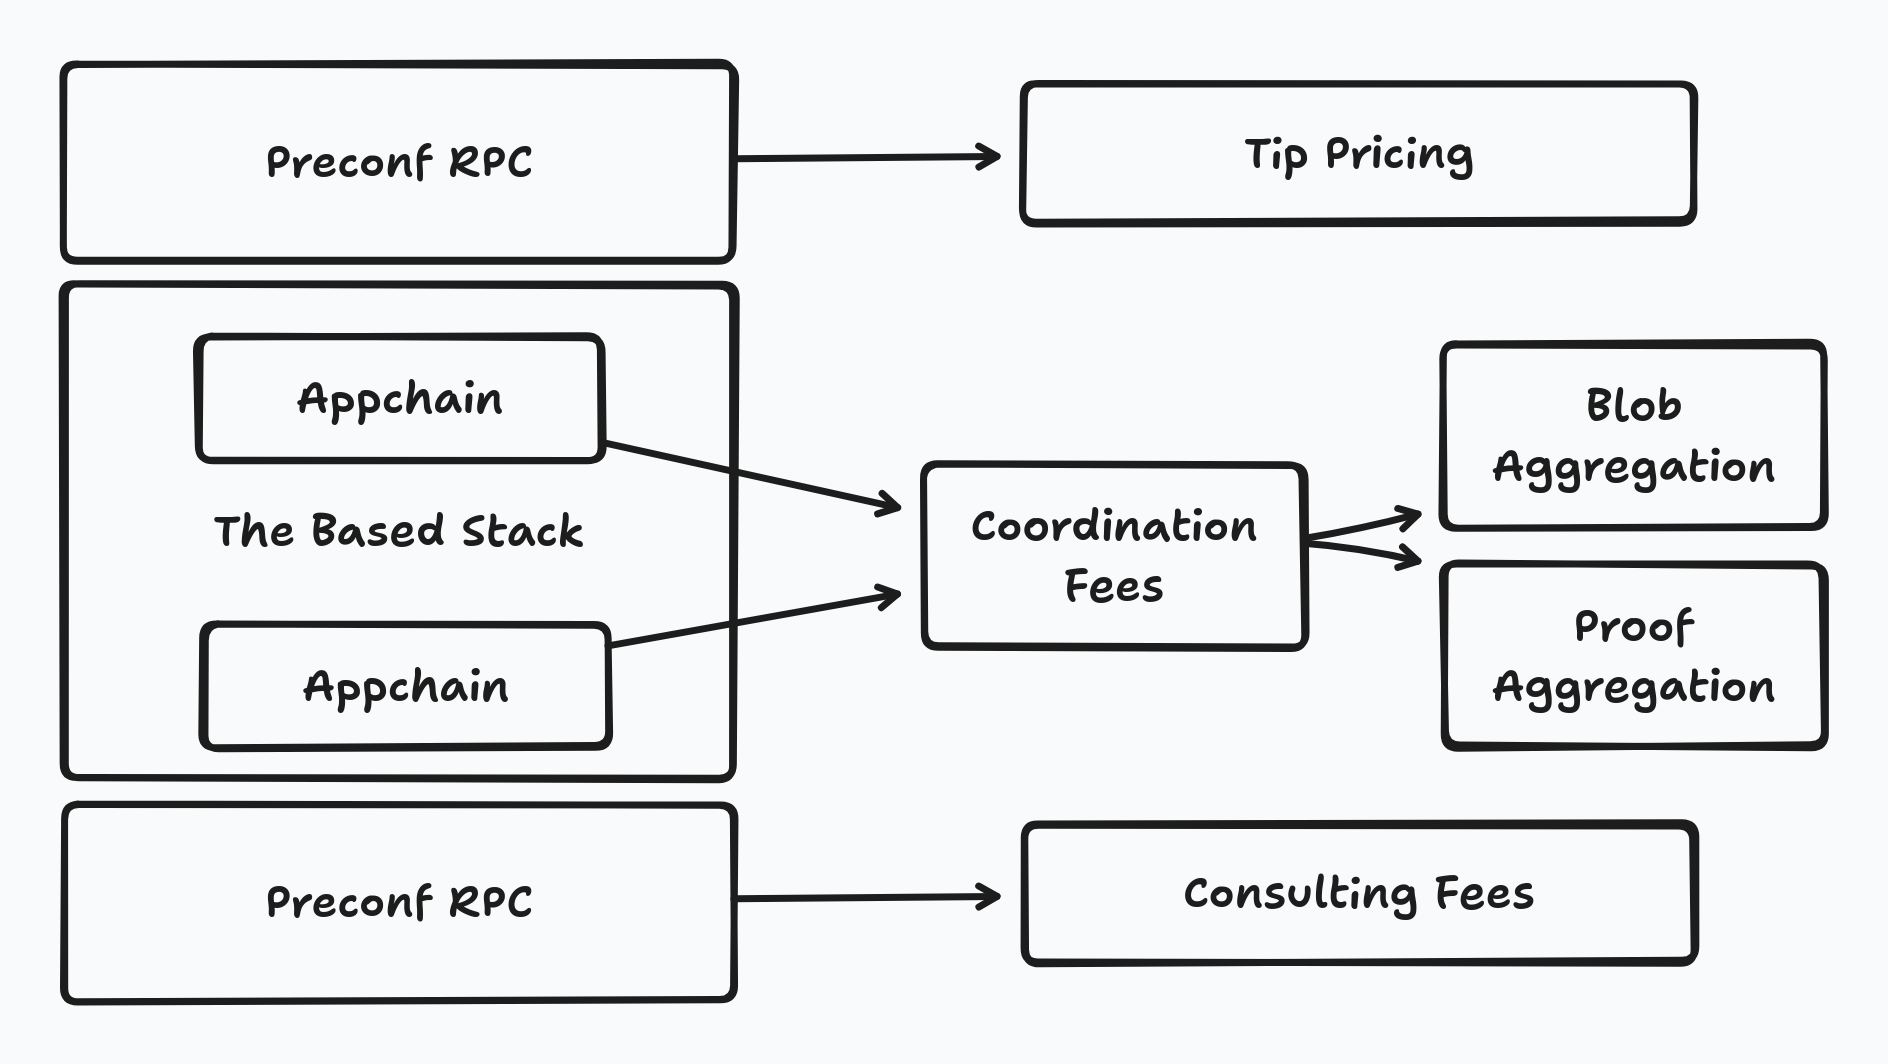 Preconf RPC
Tip Pricing
Appchain
The Based Stack
Appchain
Coordination
Fees
Blob
Aggregation
Proof
Aggregation
Preconf RPC
Consulting Fees